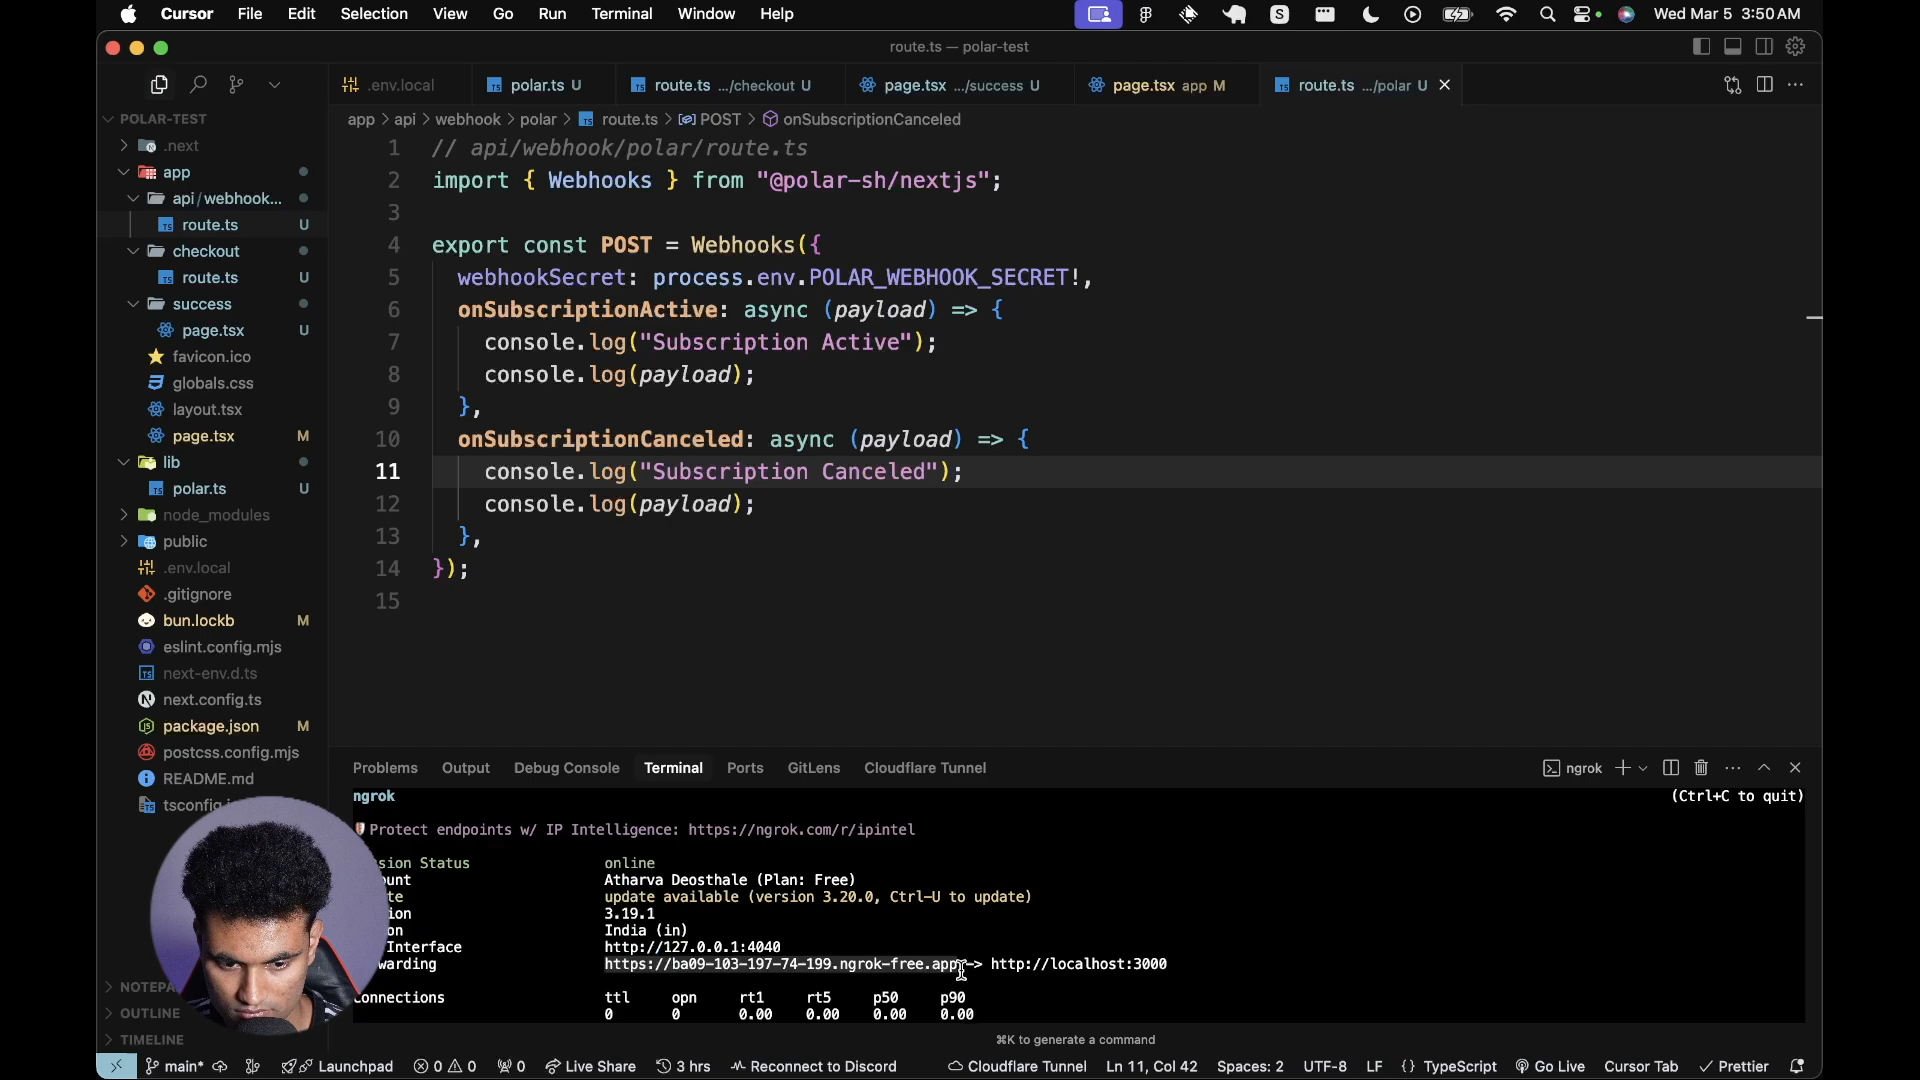 Cursor File Edit Selection View Go Run Terminal Window Help
Wed Mar 5 3:50 AM
route.ts — polar-test
.env.local
polar.ts U
route.ts .../checkout U
page.tsx .../success U
page.tsx app M
route.ts .../polar U
app > api > webhook > polar > route.ts > POST > onSubscriptionCanceled
POLAR-TEST
.next
app
api/webhook...
route.ts U
checkout
route.ts U
success
page.tsx U
favicon.ico
globals.css
layout.tsx
page.tsx M
lib
polar.ts U
node_modules
public
.env.local
.gitignore
bun.lockb M
eslint.config.mjs
next-env.d.ts
next.config.ts
package.json M
postcss.config.mjs
README.md
OUTLINE
TIMELINE
1 // api/webhook/polar/route.ts
2 import { Webhooks } from "@polar-sh/nextjs";
3
4 export const POST = Webhooks({
5 webhookSecret: process.env.POLAR_WEBHOOK_SECRET!,
6 onSubscriptionActive: async (payload) => {
7 console.log("Subscription Active");
8 console.log(payload);
9 },
10 onSubscriptionCanceled: async (payload) => {
11 console.log("Subscription Canceled");
12 console.log(payload);
13 },
14 });
15
Problems Output Debug Console Terminal Ports GitLens Cloudflare Tunnel
ngrok
ngrok (Ctrl+C to quit)
Protect endpoints w/ IP Intelligence: https://ngrok.com/r/ipintel
Status online
Atharva Deosthale (Plan: Free)
update available (version 3.20.0, Ctrl-U to update)
3.19.1
India (in)
Interface http://127.0.0.1:4040
https://ba09-103-197-74-199.ngrok-free.app -> http://localhost:3000
ttl opn rt1 rt5 p50 p90
0 0 0.00 0.00 0.00 0.00
⌘K to generate a command
main* Launchpad 0 0 0 Live Share 3 hrs Reconnect to Discord Cloudflare Tunnel Ln 11, Col 42 Spaces: 2 UTF-8 LF {} TypeScript Go Live Cursor Tab Prettier